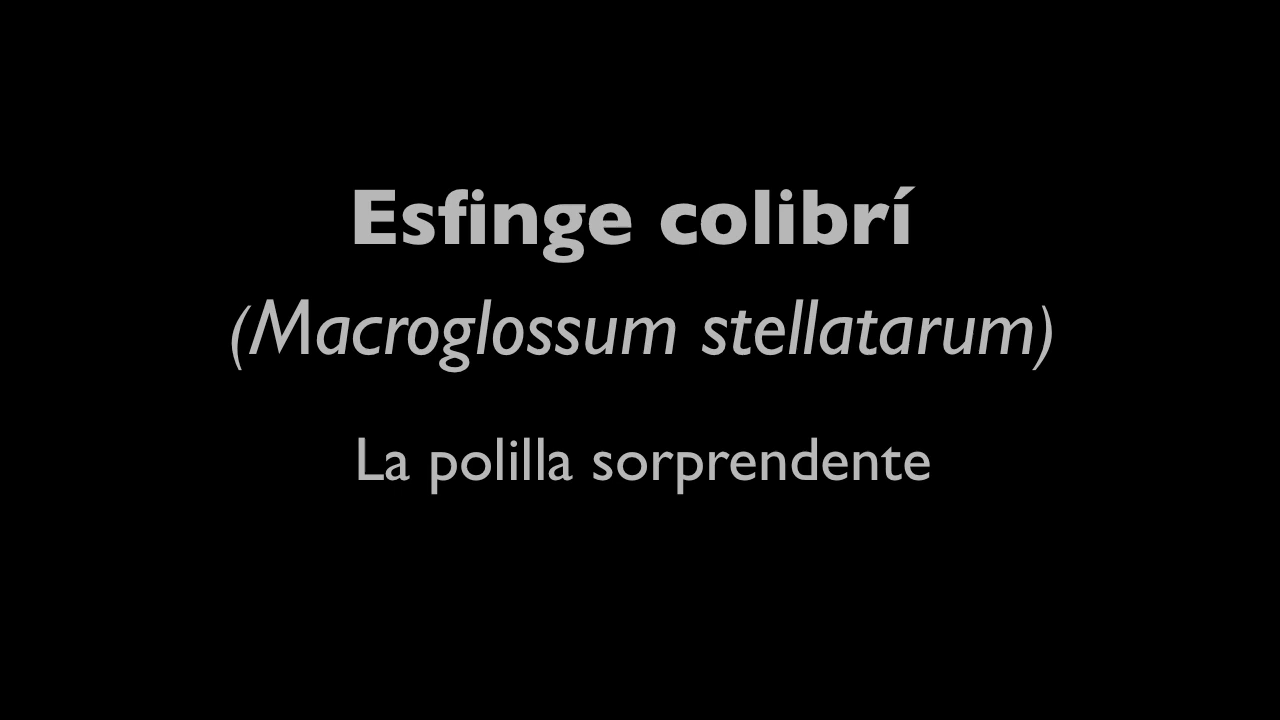 Esfinge colibrí
(Macroglossum stellatarum)
La polilla sorprendente